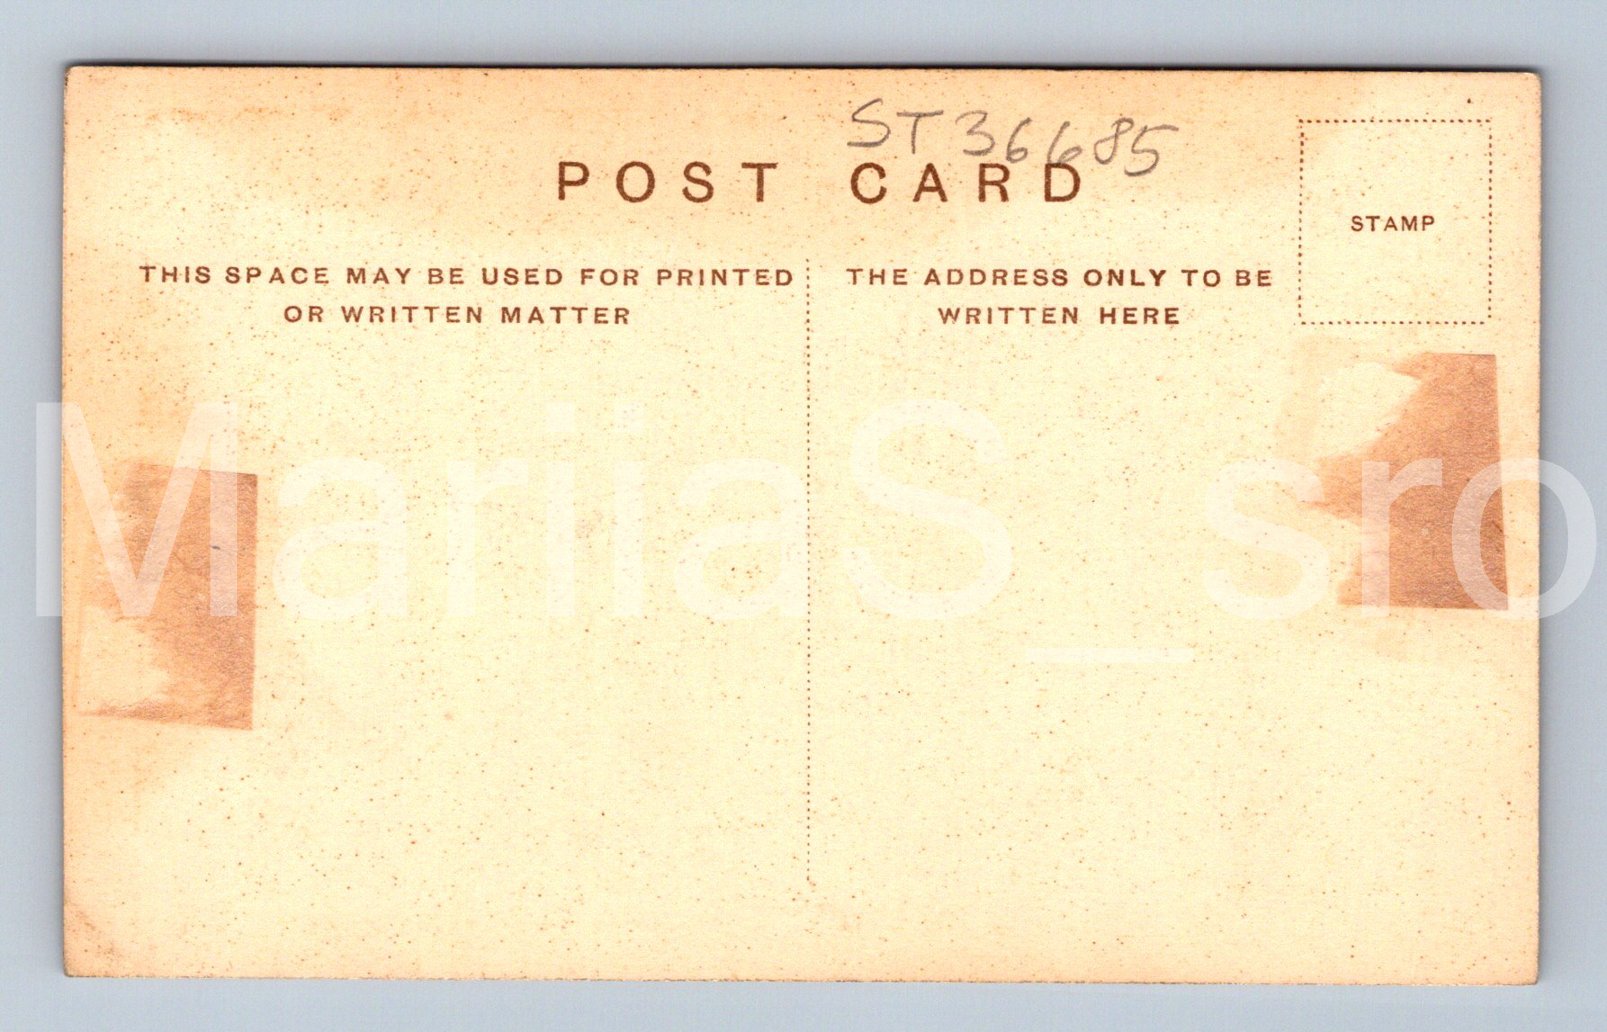 ST36685
POST CARD
STAMP
THIS SPACE MAY BE USED FOR PRINTED
OR WRITTEN MATTER
THE ADDRESS ONLY TO BE
WRITTEN HERE
MariiaS_sro